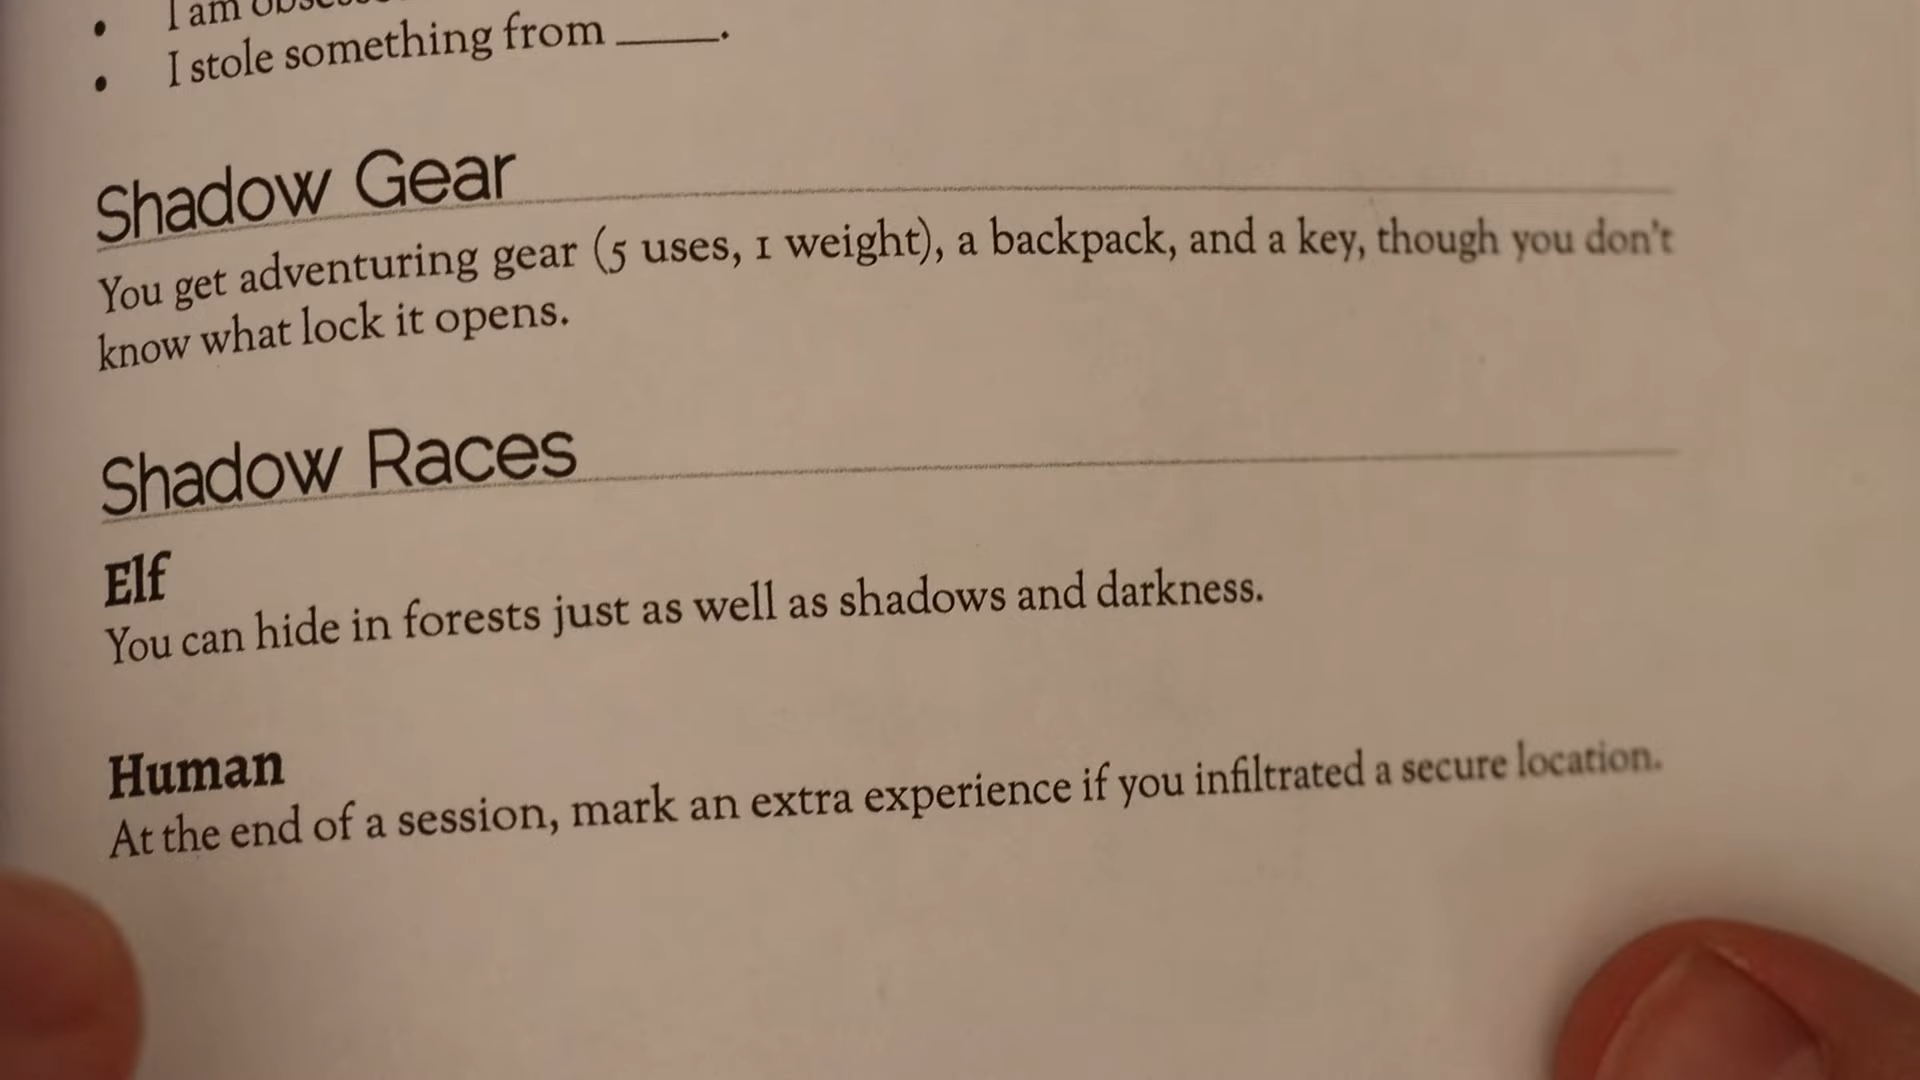 • I am
• I stole something from _____.
Shadow Gear
You get adventuring gear (5 uses, 1 weight), a backpack, and a key, though you don't
know what lock it opens.
Shadow Races
Elf
You can hide in forests just as well as shadows and darkness.
Human
At the end of a session, mark an extra experience if you infiltrated a secure location.